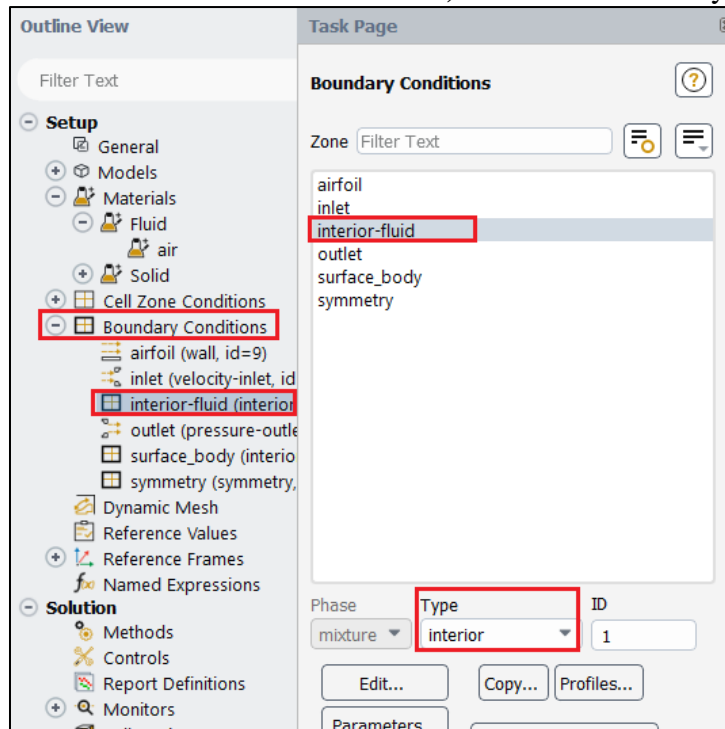 Outline View
Filter Text
Setup
General
Models
Materials
Fluid
air
Solid
Cell Zone Conditions
Boundary Conditions
airfoil (wall, id=9)
inlet (velocity-inlet, id
interior-fluid (interior
outlet (pressure-outle
surface_body (interio
symmetry (symmetry,
Dynamic Mesh
Reference Values
Reference Frames
Named Expressions
Solution
Methods
Controls
Report Definitions
Monitors
Task Page
Boundary Conditions
?
Zone Filter Text
airfoil
inlet
interior-fluid
outlet
surface_body
symmetry
Phase Type ID
mixture interior 1
Edit... Copy... Profiles...
Parameters